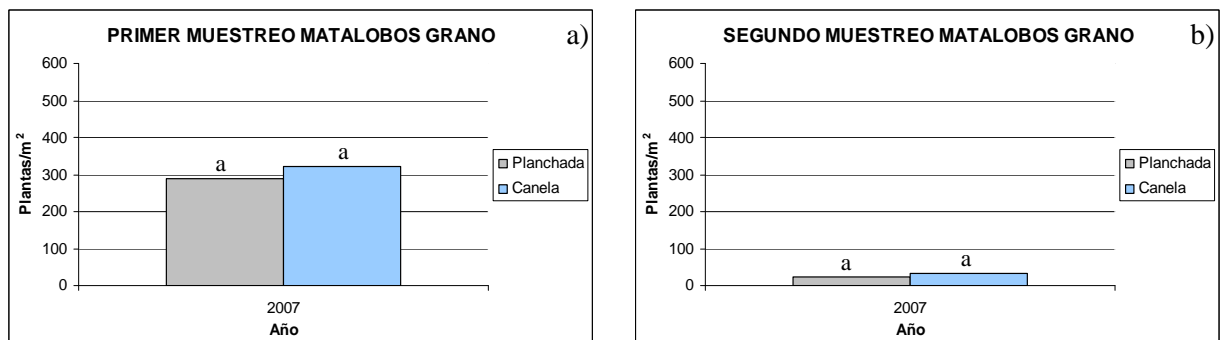 PRIMER MUESTREO MATALOBOS GRANO
a)
600
500
400
300
200
100
0
Plantas/m²
a
a
2007
Año
Planchada
Canela
SEGUNDO MUESTREO MATALOBOS GRANO
b)
600
500
400
300
200
100
0
Plantas/m²
a
a
2007
Año
Planchada
Canela